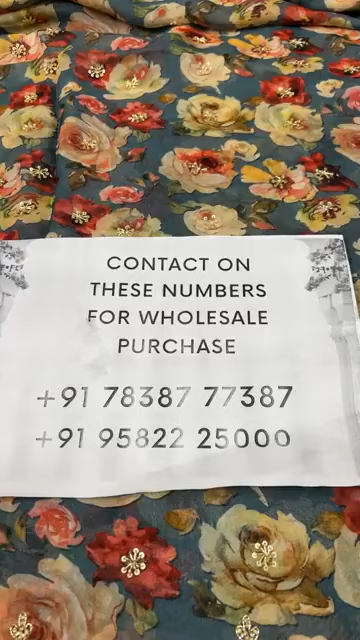 CONTACT ON
THESE NUMBERS
FOR WHOLESALE
PURCHASE
+91 78387 77387
+91 95822 25000